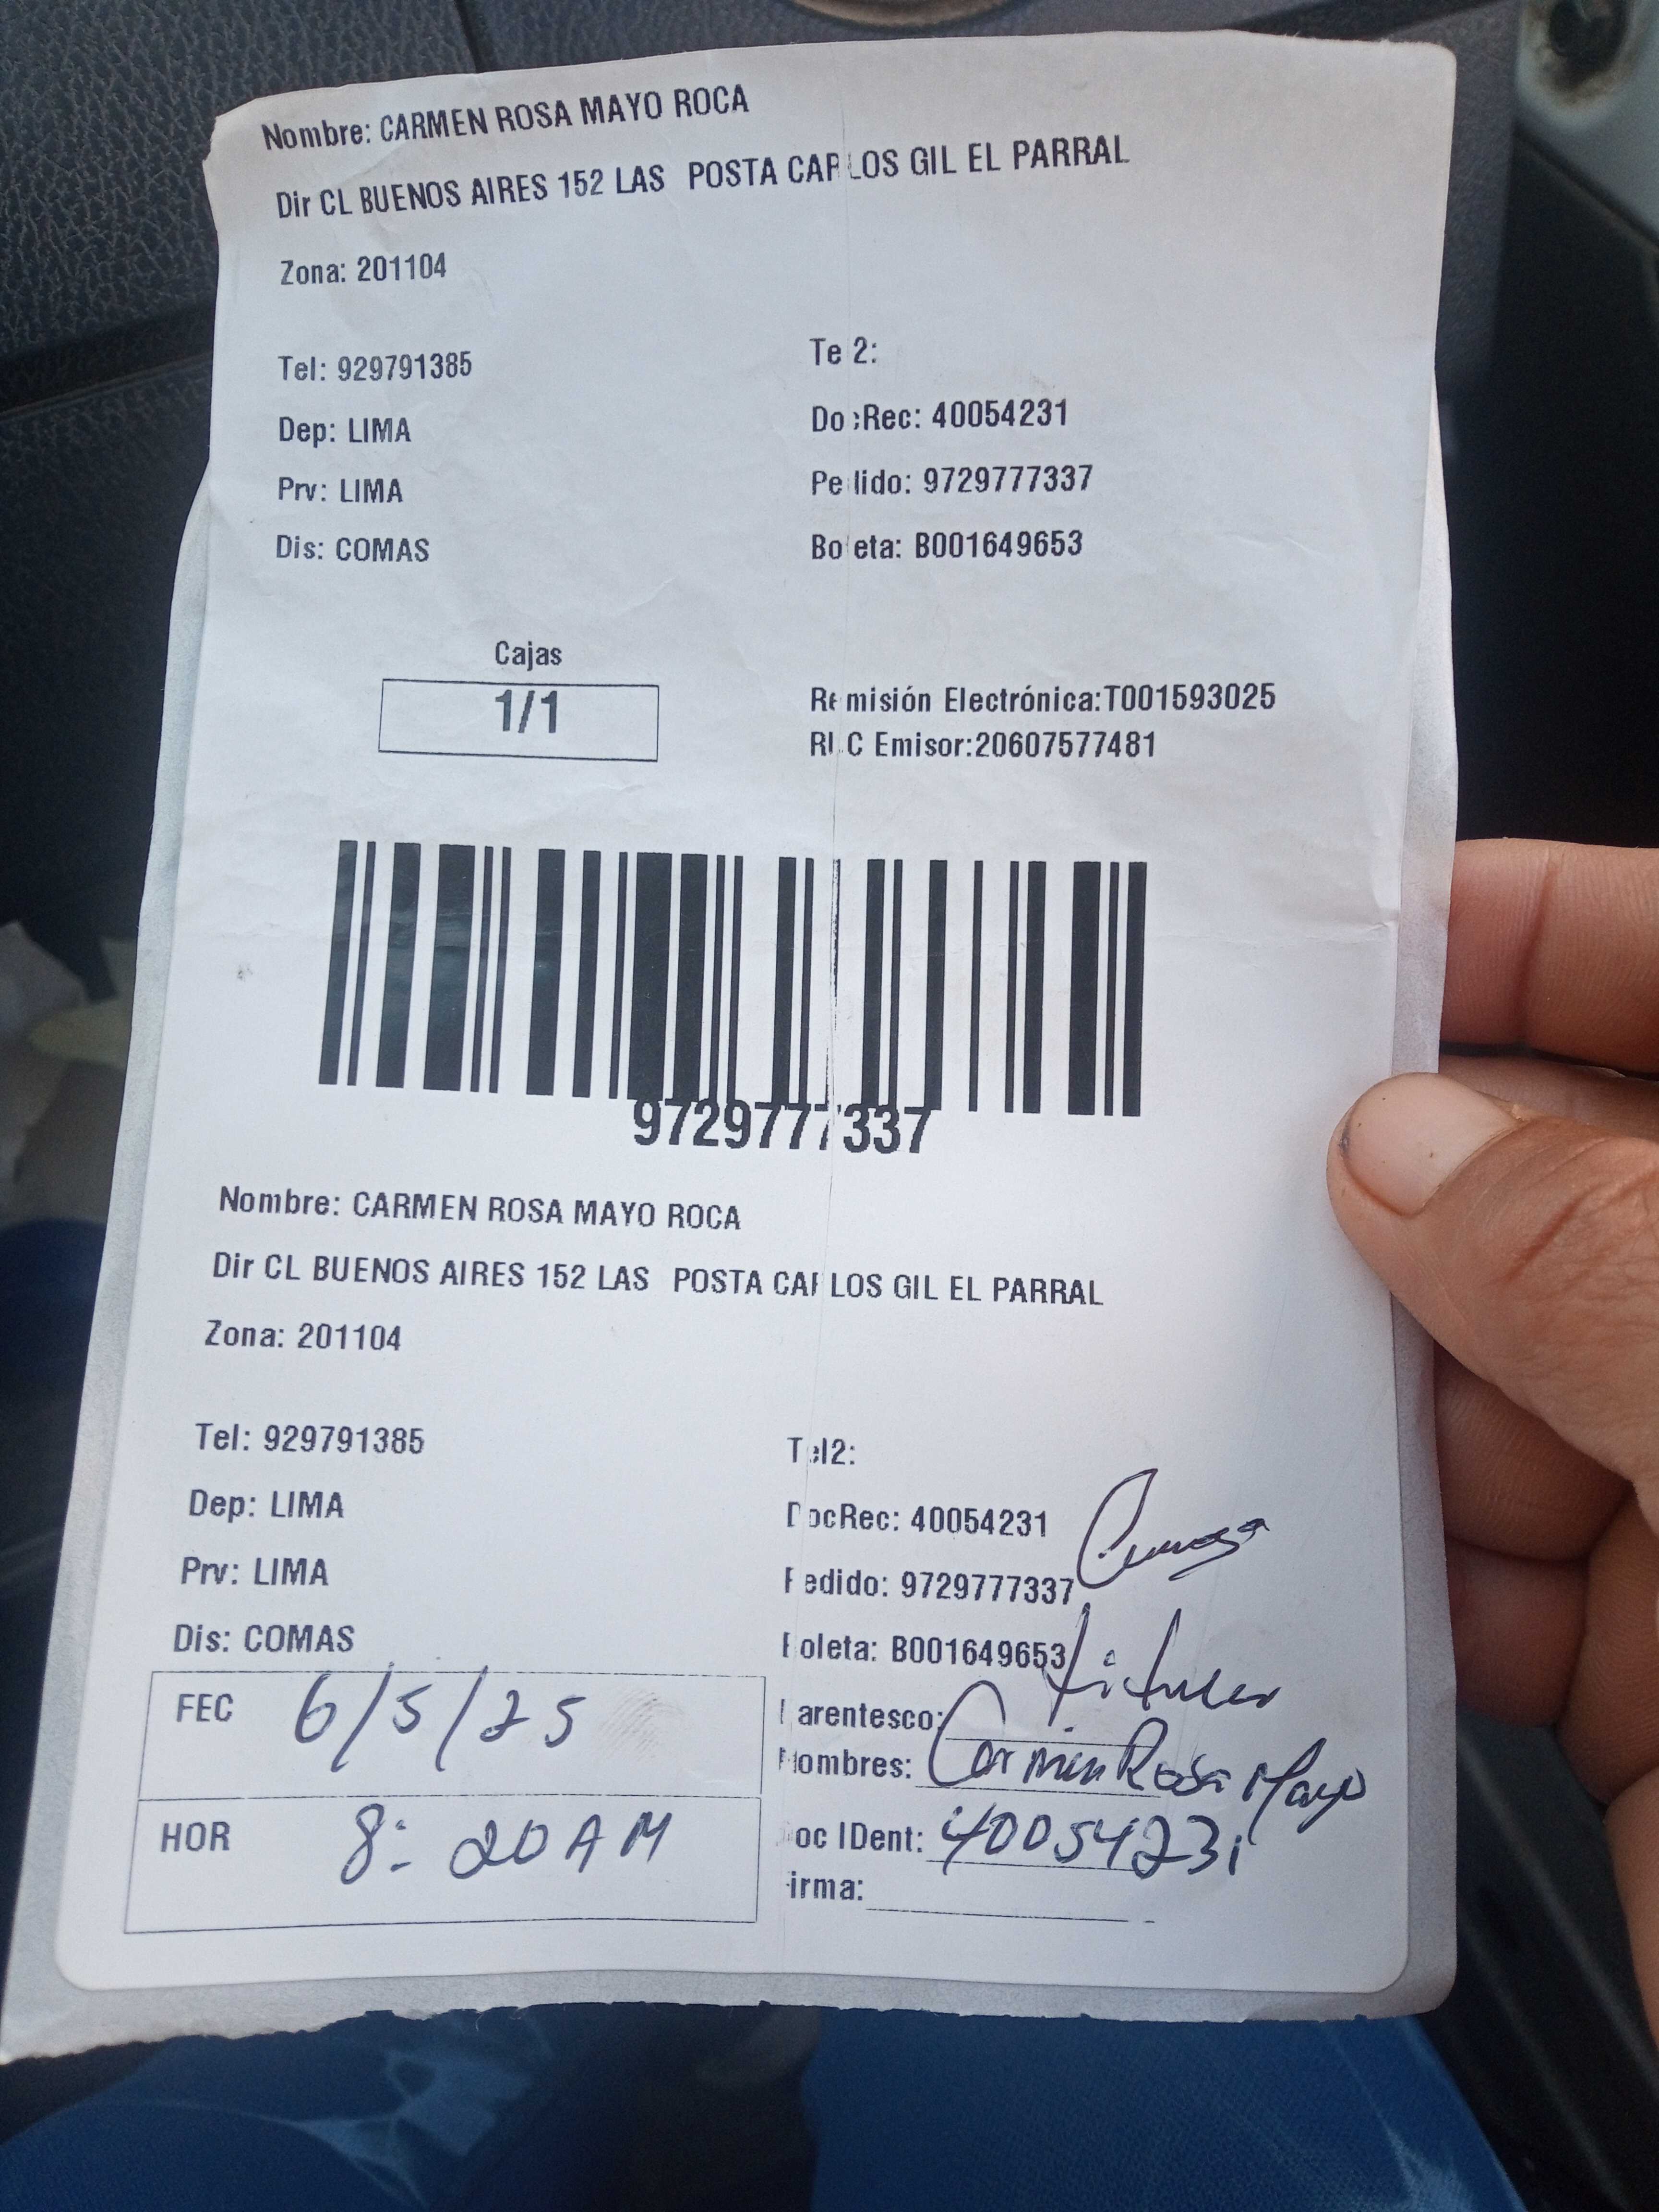 Nombre: CARMEN ROSA MAYO ROCA
Dir CL BUENOS AIRES 152 LAS POSTA CARLOS GIL EL PARRAL
Zona: 201104
Tel: 929791385
Te 2:
Dep: LIMA
DocRec: 40054231
Prv: LIMA
Pedido: 9729777337
Dis: COMAS
Boleta: B001649653
Cajas
1/1
Remisión Electrónica:T001593025
RUC Emisor:20607577481
9729777337
Nombre: CARMEN ROSA MAYO ROCA
Dir CL BUENOS AIRES 152 LAS POSTA CARLOS GIL EL PARRAL
Zona: 201104
Tel: 929791385
Tel2:
Dep: LIMA
DocRec: 40054231
Prv: LIMA
Pedido: 9729777337
Dis: COMAS
Boleta: B001649653
titular
FEC 6/5/25
Parentesco:
Nombres: Carmen Rosa Mayo
HOR 8:20 AM
Doc IDent: 40054231
Firma: